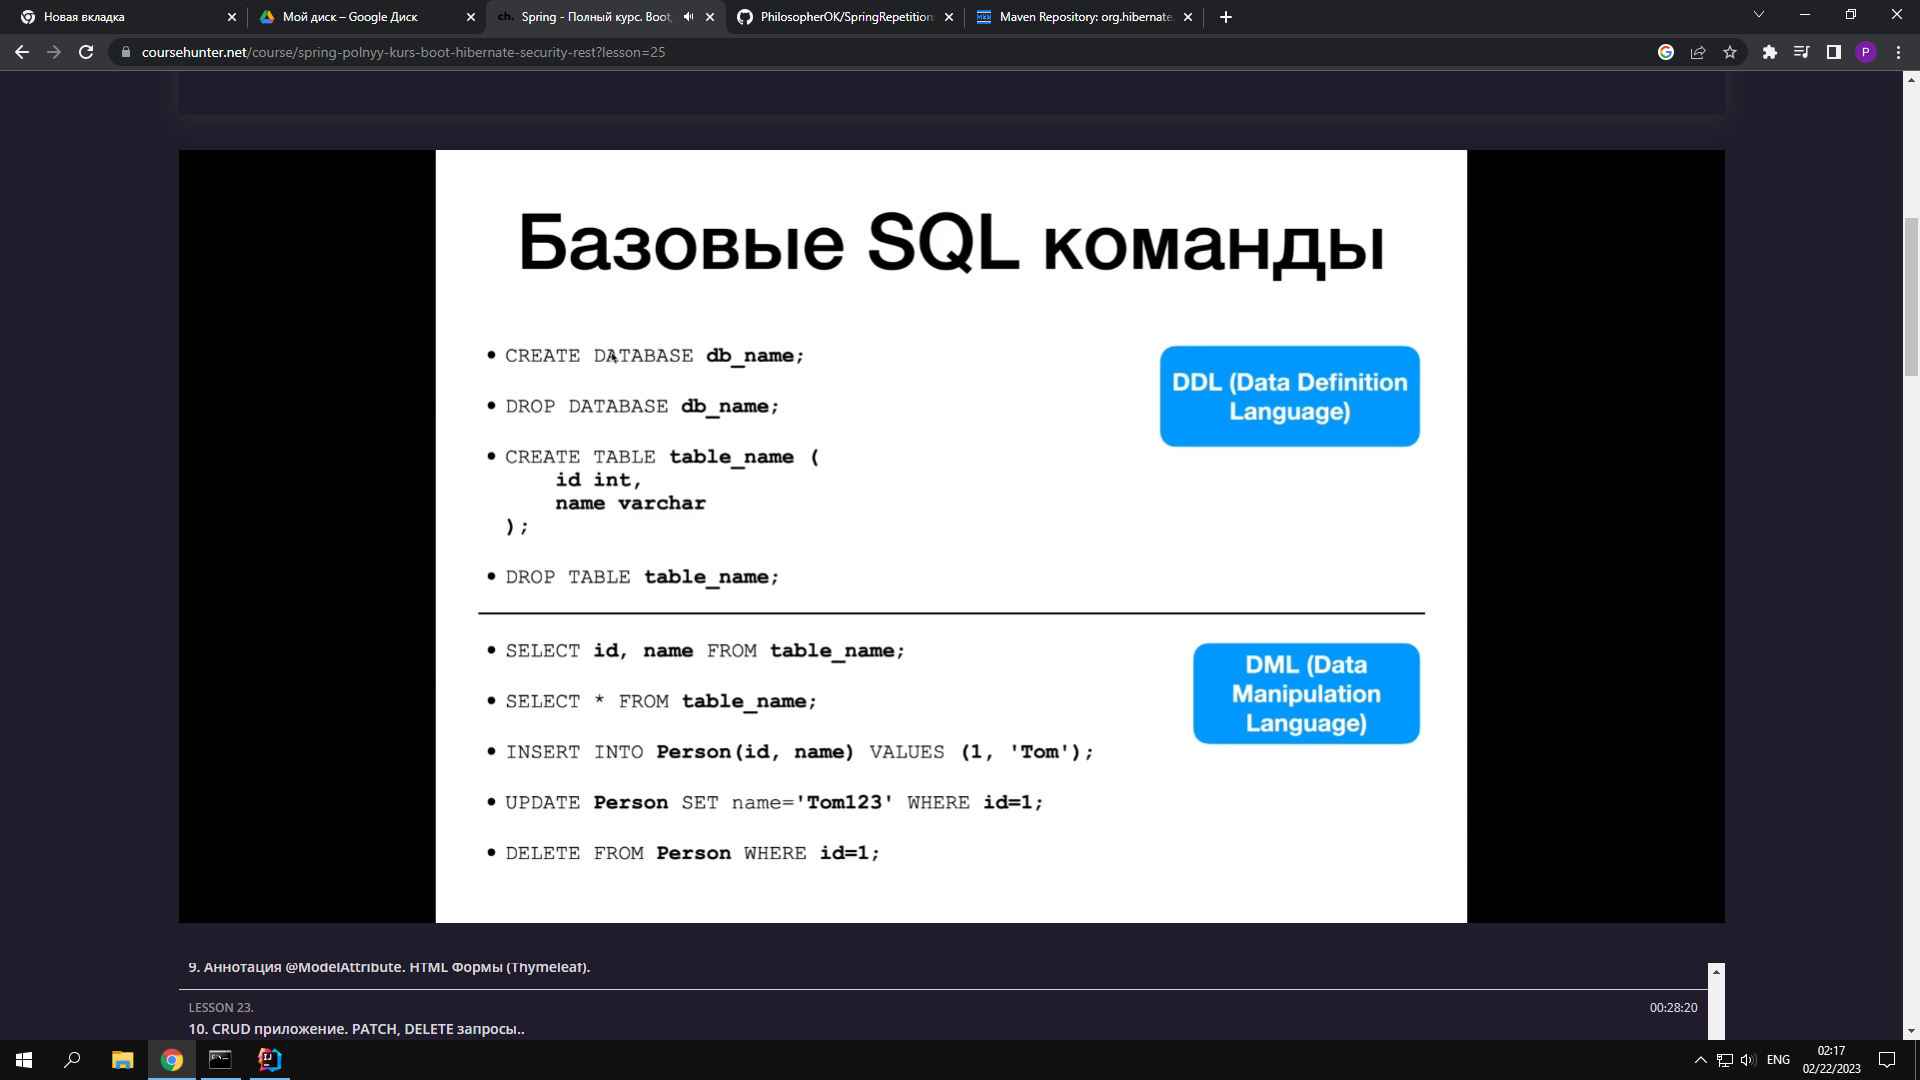 Новая вкладка
Мой диск – Google Диск
ch. Spring - Полный курс. Boot,
PhilosopherOK/SpringRepetition
Maven Repository: org.hibernate
coursehunter.net/course/spring-polnyy-kurs-boot-hibernate-security-rest?lesson=25
P
Базовые SQL команды
• CREATE DATABASE db_name;
• DROP DATABASE db_name;
• CREATE TABLE table_name (
id int,
name varchar
);
• DROP TABLE table_name;
DDL (Data Definition
Language)
• SELECT id, name FROM table_name;
• SELECT * FROM table_name;
• INSERT INTO Person(id, name) VALUES (1, 'Tom');
• UPDATE Person SET name='Tom123' WHERE id=1;
• DELETE FROM Person WHERE id=1;
DML (Data
Manipulation
Language)
9. Аннотация @ModelAttribute. HTML Формы (Thymeleaf).
LESSON 23.
00:28:20
10. CRUD приложение. PATCH, DELETE запросы..
ENG
02:17
02/22/2023